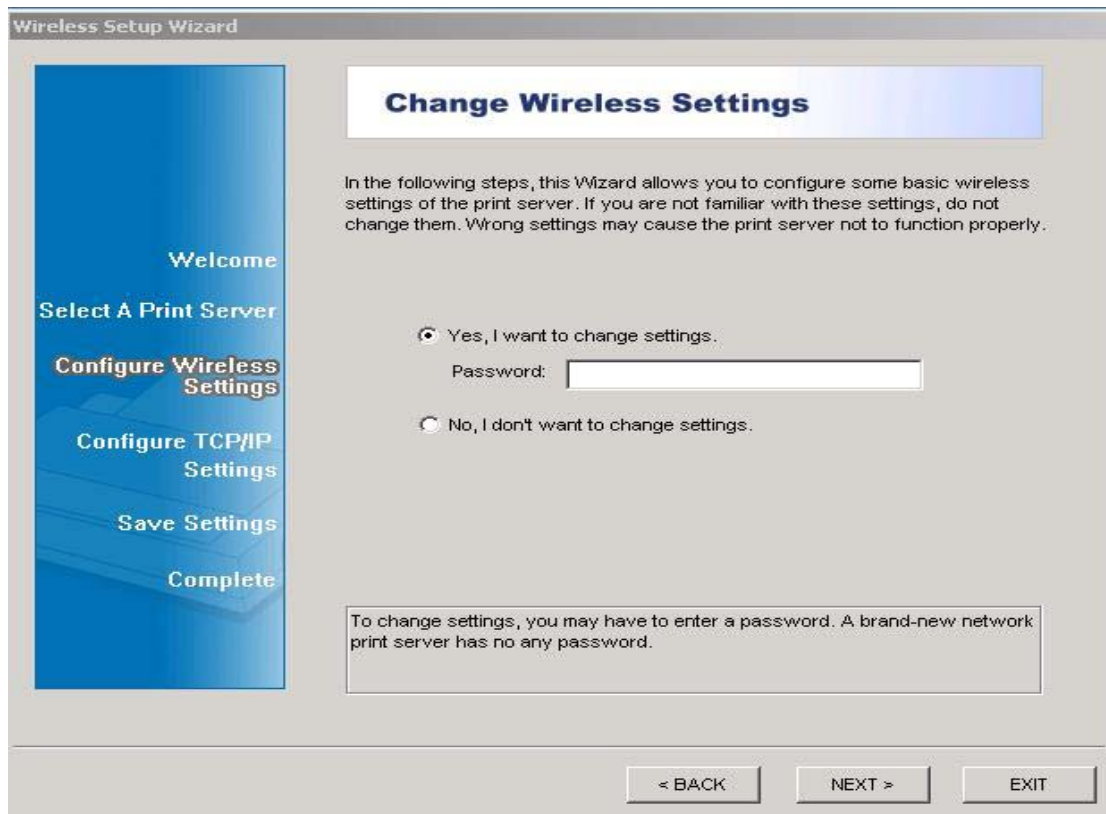 Wireless Setup Wizard
Change Wireless Settings
In the following steps, this Wizard allows you to configure some basic wireless
settings of the print server. If you are not familiar with these settings, do not
change them. Wrong settings may cause the print server not to function properly.
Welcome
Select A Print Server
Configure Wireless
Settings
Configure TCP/IP
Settings
Save Settings
Complete
Yes, I want to change settings.
Password:
No, I don't want to change settings.
To change settings, you may have to enter a password. A brand-new network
print server has no any password.
< BACK
NEXT >
EXIT